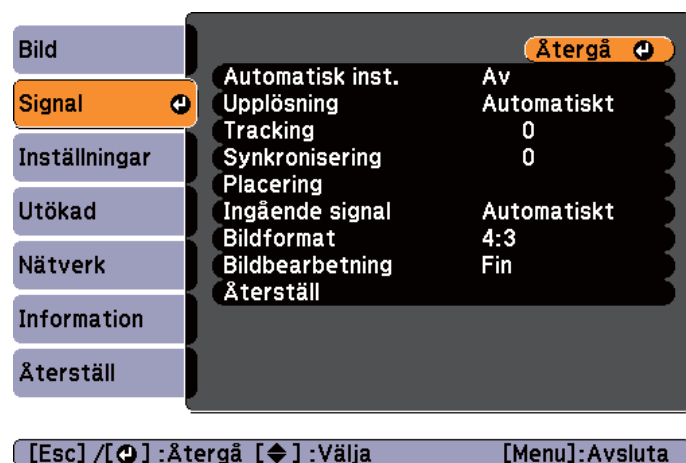 Bild
Signal
Inställningar
Utökad
Nätverk
Information
Återställ
Återgå
Automatisk inst. Av
Upplösning Automatiskt
Tracking 0
Synkronisering 0
Placering
Ingående signal Automatiskt
Bildformat 4:3
Bildbearbetning Fin
Återställ
[Esc] /[⏎] :Återgå [◆] :Välja [Menu]:Avsluta